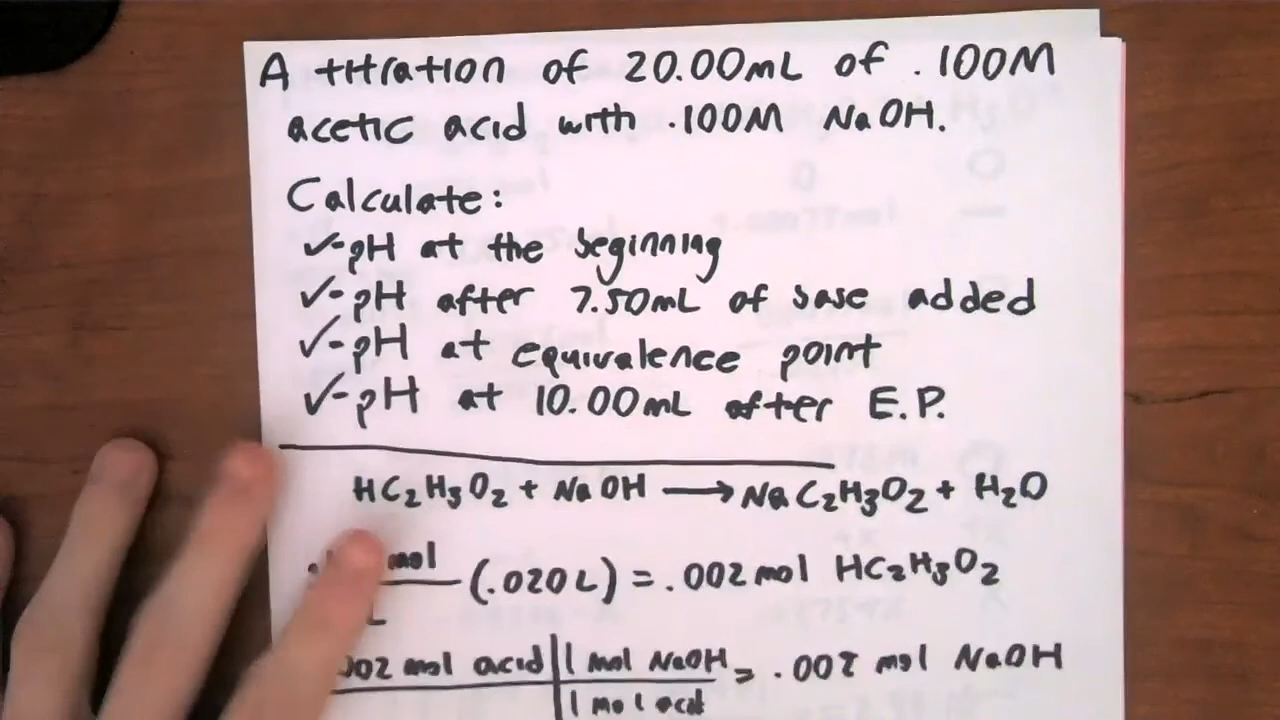 A titration of 20.00mL of .100M
acetic acid with .100M NaOH.
Calculate:
✓-pH at the beginning
✓-pH after 7.50mL of base added
✓-pH at equivalence point
✓-pH at 10.00mL after E.P.
HC₂H₃O₂ + NaOH → NaC₂H₃O₂ + H₂O
mol (.020L) = .002 mol HC₂H₃O₂
L
002 mol acid | 1 mol NaOH = .002 mol NaOH
1 mol acid